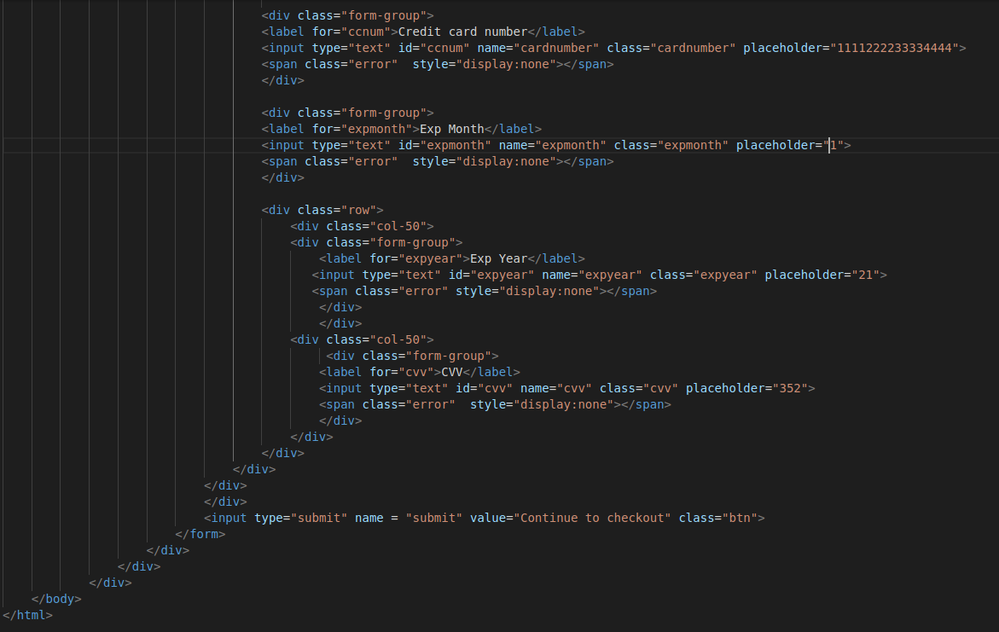 <div class="form-group">
<label for="ccnum">Credit card number</label>
<input type="text" id="ccnum" name="cardnumber" class="cardnumber" placeholder="1111222233334444">
<span class="error"  style="display:none"></span>
</div>
<div class="form-group">
<label for="expmonth">Exp Month</label>
<input type="text" id="expmonth" name="expmonth" class="expmonth" placeholder="1">
<span class="error"  style="display:none"></span>
</div>
<div class="row">
<div class="col-50">
<div class="form-group">
<label for="expyear">Exp Year</label>
<input type="text" id="expyear" name="expyear" class="expyear" placeholder="21">
<span class="error" style="display:none"></span>
</div>
</div>
<div class="col-50">
<div class="form-group">
<label for="cvv">CVV</label>
<input type="text" id="cvv" name="cvv" class="cvv" placeholder="352">
<span class="error"  style="display:none"></span>
</div>
</div>
</div>
</div>
</div>
</div>
<input type="submit" name = "submit" value="Continue to checkout" class="btn">
</form>
</div>
</div>
</div>
</body>
</html>